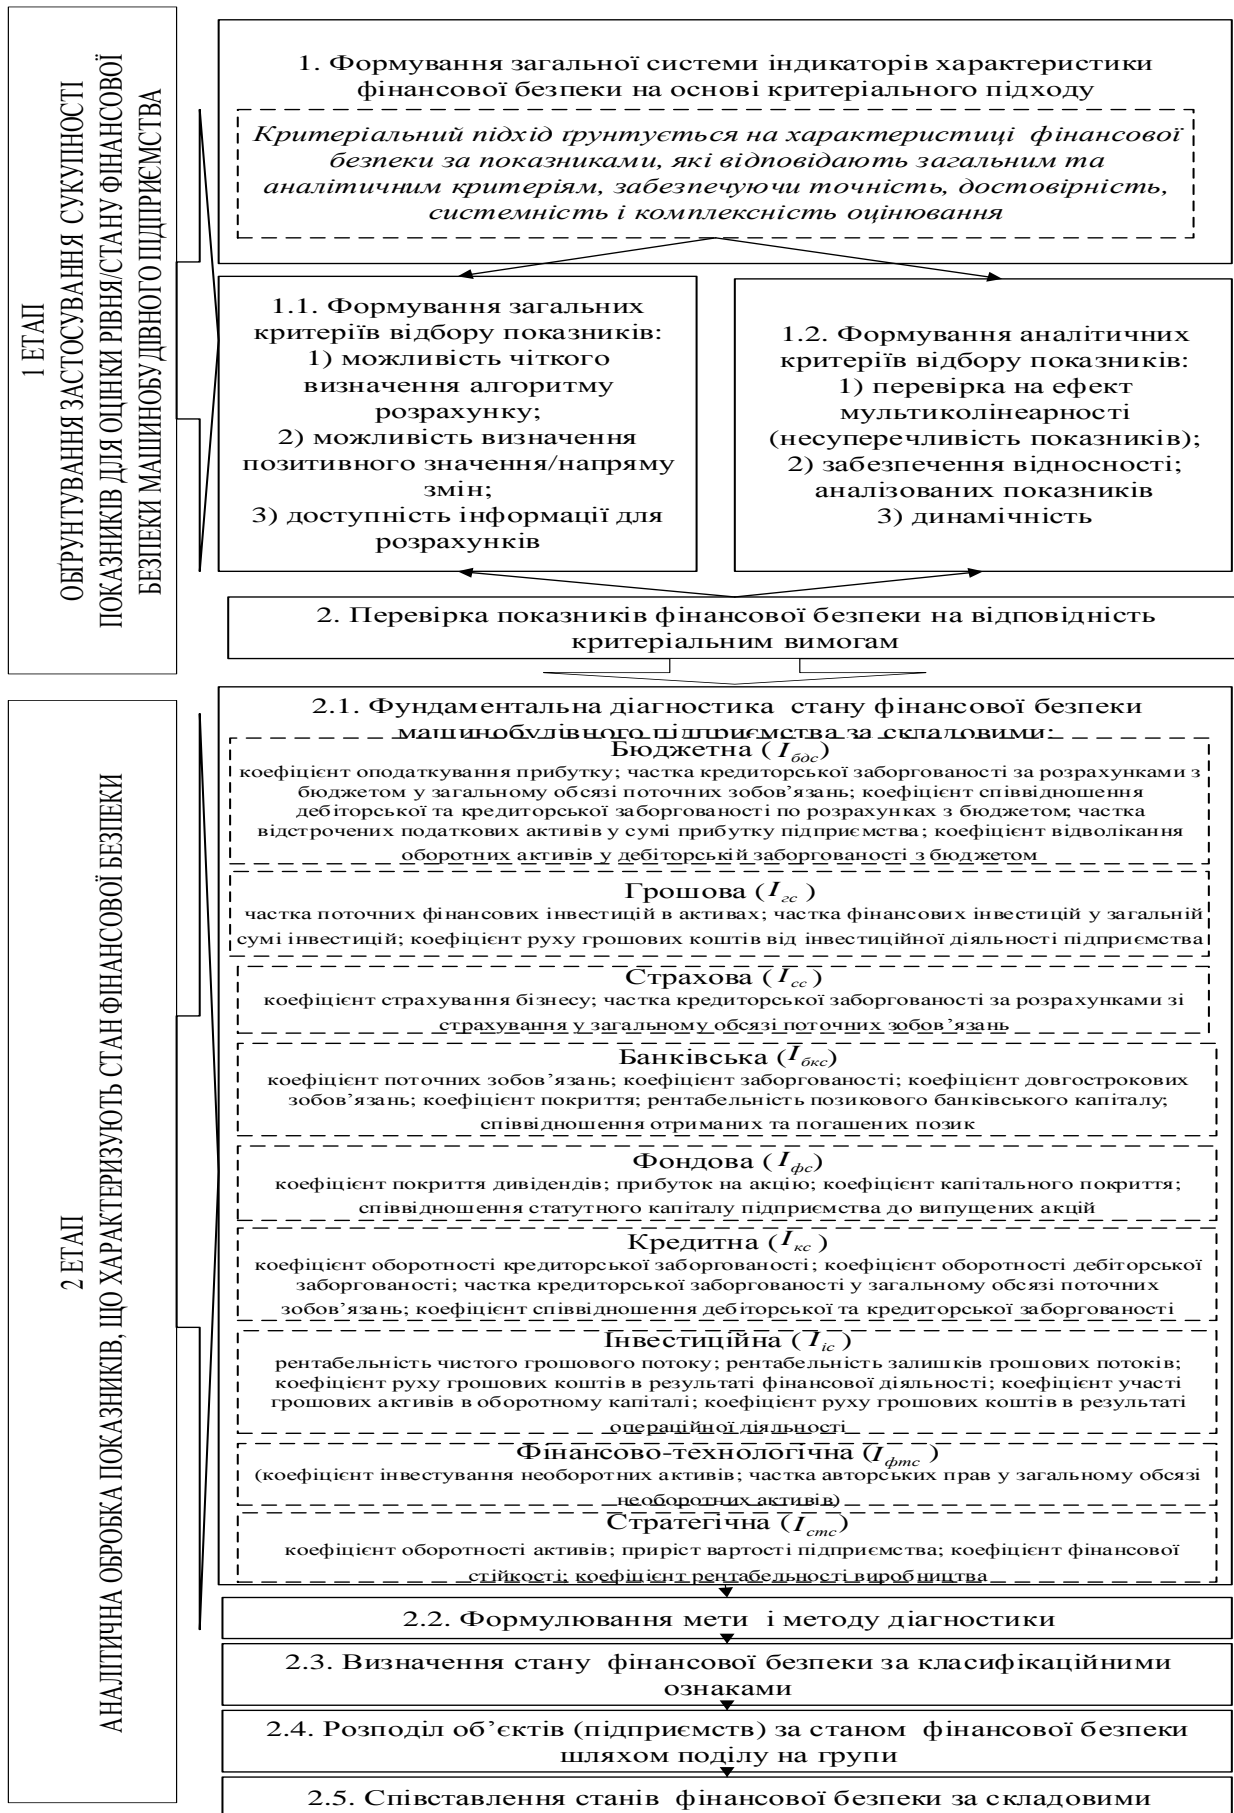 1 ЕТАП
ОБҐРУНТУВАННЯ ЗАСТОСУВАННЯ СУКУПНОСТІ
ПОКАЗНИКІВ ДЛЯ ОЦІНКИ РІВНЯ/СТАНУ ФІНАНСОВОЇ
БЕЗПЕКИ МАШИНОБУДІВНОГО ПІДПРИЄМСТВА
1. Формування загальної системи індикаторів характеристики
фінансової безпеки на основі критеріального підходу
Критеріальний підхід ґрунтується на характеристиці фінансової
безпеки за показниками, які відповідають загальним та
аналітичним критеріям, забезпечуючи точність, достовірність,
системність і комплексність оцінювання
1.1. Формування загальних
критеріїв відбору показників:
1) можливість чіткого
визначення алгоритму
розрахунку;
2) можливість визначення
позитивного значення/напряму
змін;
3) доступність інформації для
розрахунків
1.2. Формування аналітичних
критеріїв відбору показників:
1) перевірка на ефект
мультиколінеарності
(несуперечливість показників);
2) забезпечення відносності;
аналізованих показників
3) динамічність
2. Перевірка показників фінансової безпеки на відповідність
критеріальним вимогам
2 ЕТАП
АНАЛІТИЧНА ОБРОБКА ПОКАЗНИКІВ, ЩО ХАРАКТЕРИЗУЮТЬ СТАН ФІНАНСОВОЇ БЕЗПЕКИ
2.1. Фундаментальна діагностика стану фінансової безпеки
машинобудівного підприємства за складовими:
Бюджетна (I бдс)
коефіцієнт оподаткування прибутку; частка кредиторської заборгованості за розрахунками з
бюджетом у загальному обсязі поточних зобов’язань; коефіцієнт співвідношення
дебіторської та кредиторської заборгованості по розрахунках з бюджетом; частка
відстрочених податкових активів у сумі прибутку підприємства; коефіцієнт відволікання
оборотних активів у дебіторській заборгованості з бюджетом
Грошова (I гс)
частка поточних фінансових інвестицій в активах; частка фінансових інвестицій у загальній
сумі інвестицій; коефіцієнт руху грошових коштів від інвестиційної діяльності підприємства
Страхова (I сс)
коефіцієнт страхування бізнесу; частка кредиторської заборгованості за розрахунками зі
страхування у загальному обсязі поточних зобов’язань
Банківська (I бкс)
коефіцієнт поточних зобов’язань; коефіцієнт заборгованості; коефіцієнт довгострокових
зобов’язань; коефіцієнт покриття; рентабельність позикового банківського капіталу;
співвідношення отриманих та погашених позик
Фондова (I фс)
коефіцієнт покриття дивідендів; прибуток на акцію; коефіцієнт капітального покриття;
співвідношення статутного капіталу підприємства до випущених акцій
Кредитна (I кс)
коефіцієнт оборотності кредиторської заборгованості; коефіцієнт оборотності дебіторської
заборгованості; частка кредиторської заборгованості у загальному обсязі поточних
зобов’язань; коефіцієнт співвідношення дебіторської та кредиторської заборгованості
Інвестиційна (I іс)
рентабельність чистого грошового потоку; рентабельність залишків грошових потоків;
коефіцієнт руху грошових коштів в результаті фінансової діяльності; коефіцієнт участі
грошових активів в оборотному капіталі; коефіцієнт руху грошових коштів в результаті
операційної діяльності
Фінансово-технологічна (I фтс )
(коефіцієнт інвестування необоротних активів; частка авторських прав у загальному обсязі
необоротних активів)
Стратегічна (I стс)
коефіцієнт оборотності активів; приріст вартості підприємства; коефіцієнт фінансової
стійкості; коефіцієнт рентабельності виробництва
2.2. Формулювання мети і методу діагностики
2.3. Визначення стану фінансової безпеки за класифікаційними
ознаками
2.4. Розподіл об’єктів (підприємств) за станом фінансової безпеки
шляхом поділу на групи
2.5. Співставлення станів фінансової безпеки за складовими